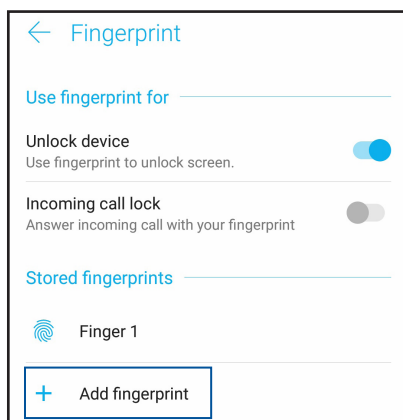 Fingerprint
Use fingerprint for
Unlock device
Use fingerprint to unlock screen.
Incoming call lock
Answer incoming call with your fingerprint
Stored fingerprints
Finger 1
Add fingerprint